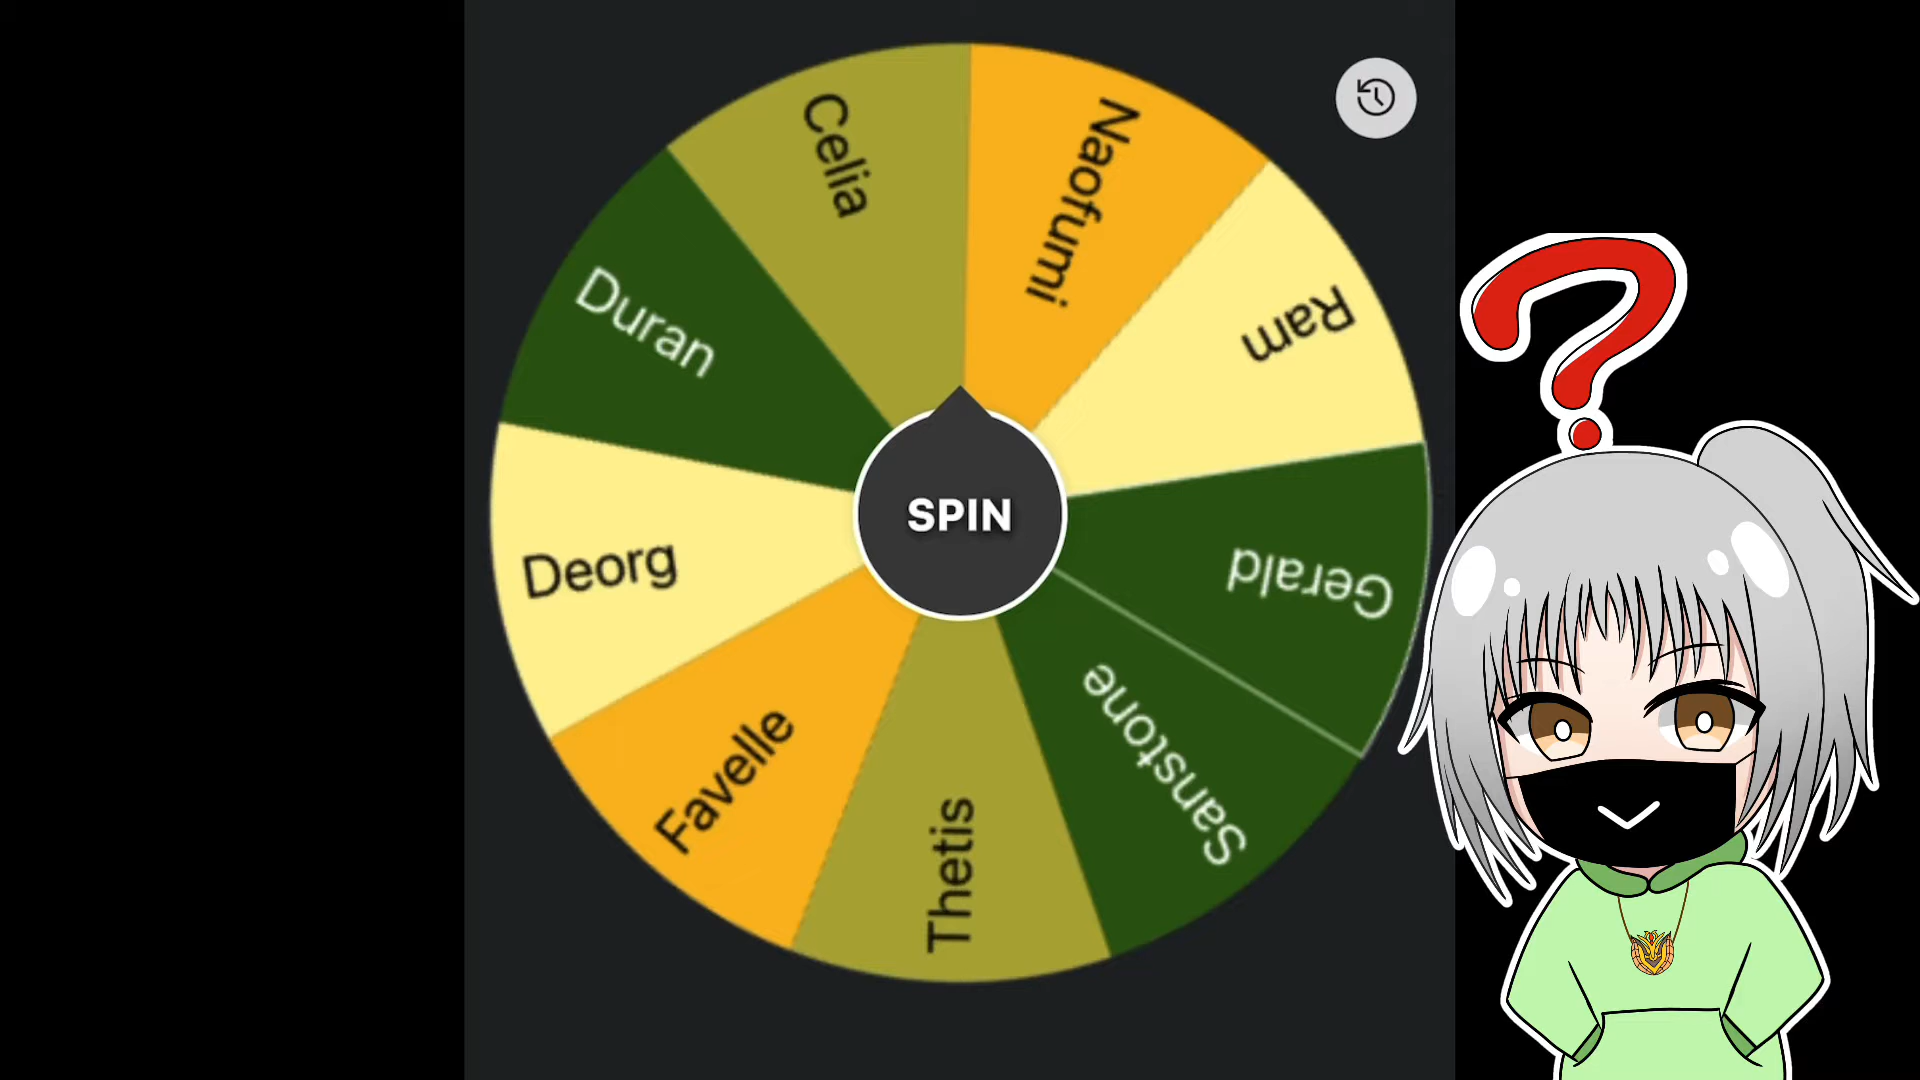 Celia
Naofumi
Ram
Gerald
Sanstone
Thetis
Favelle
Deorg
Duran
SPIN